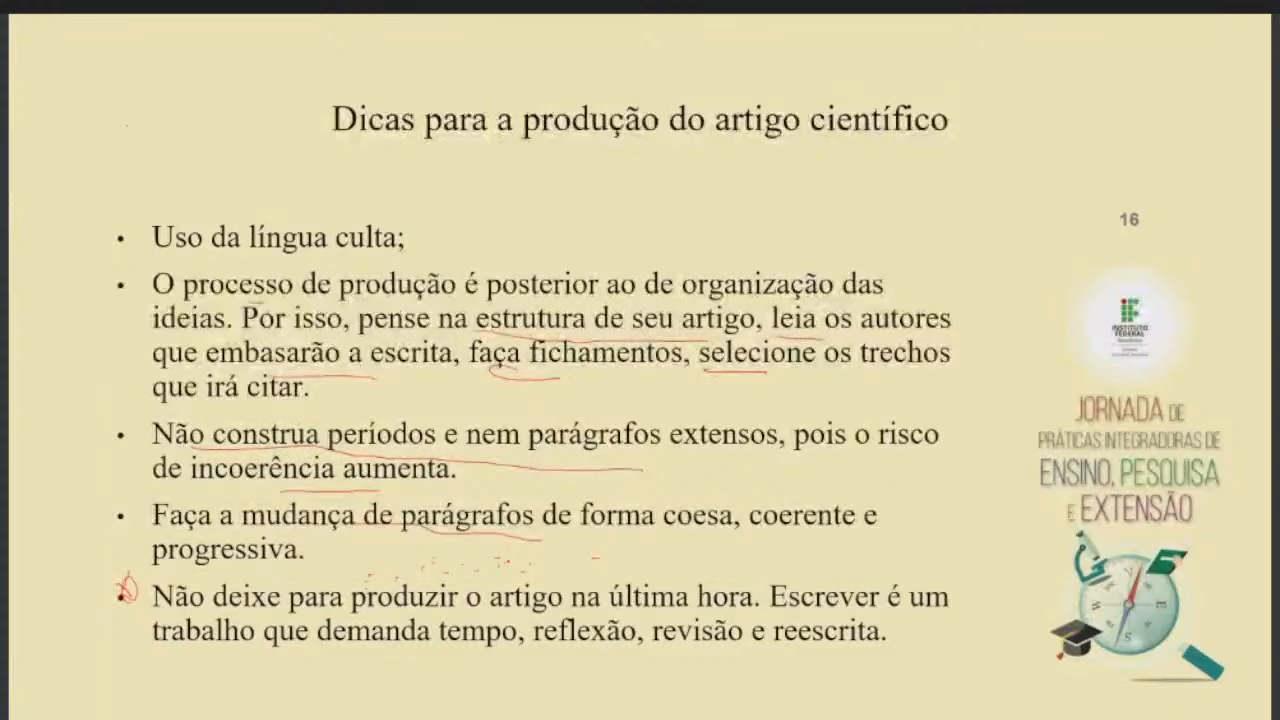 Dicas para a produção do artigo científico
16
• Uso da língua culta;
• O processo de produção é posterior ao de organização das
ideias. Por isso, pense na estrutura de seu artigo, leia os autores
que embasarão a escrita, faça fichamentos, selecione os trechos
que irá citar.
• Não construa períodos e nem parágrafos extensos, pois o risco
de incoerência aumenta.
• Faça a mudança de parágrafos de forma coesa, coerente e
progressiva.
• Não deixe para produzir o artigo na última hora. Escrever é um
trabalho que demanda tempo, reflexão, revisão e reescrita.
INSTITUTO
FEDERAL
JORNADA DE
PRÁTICAS INTEGRADORAS DE
ENSINO, PESQUISA
E EXTENSÃO
E
S
W